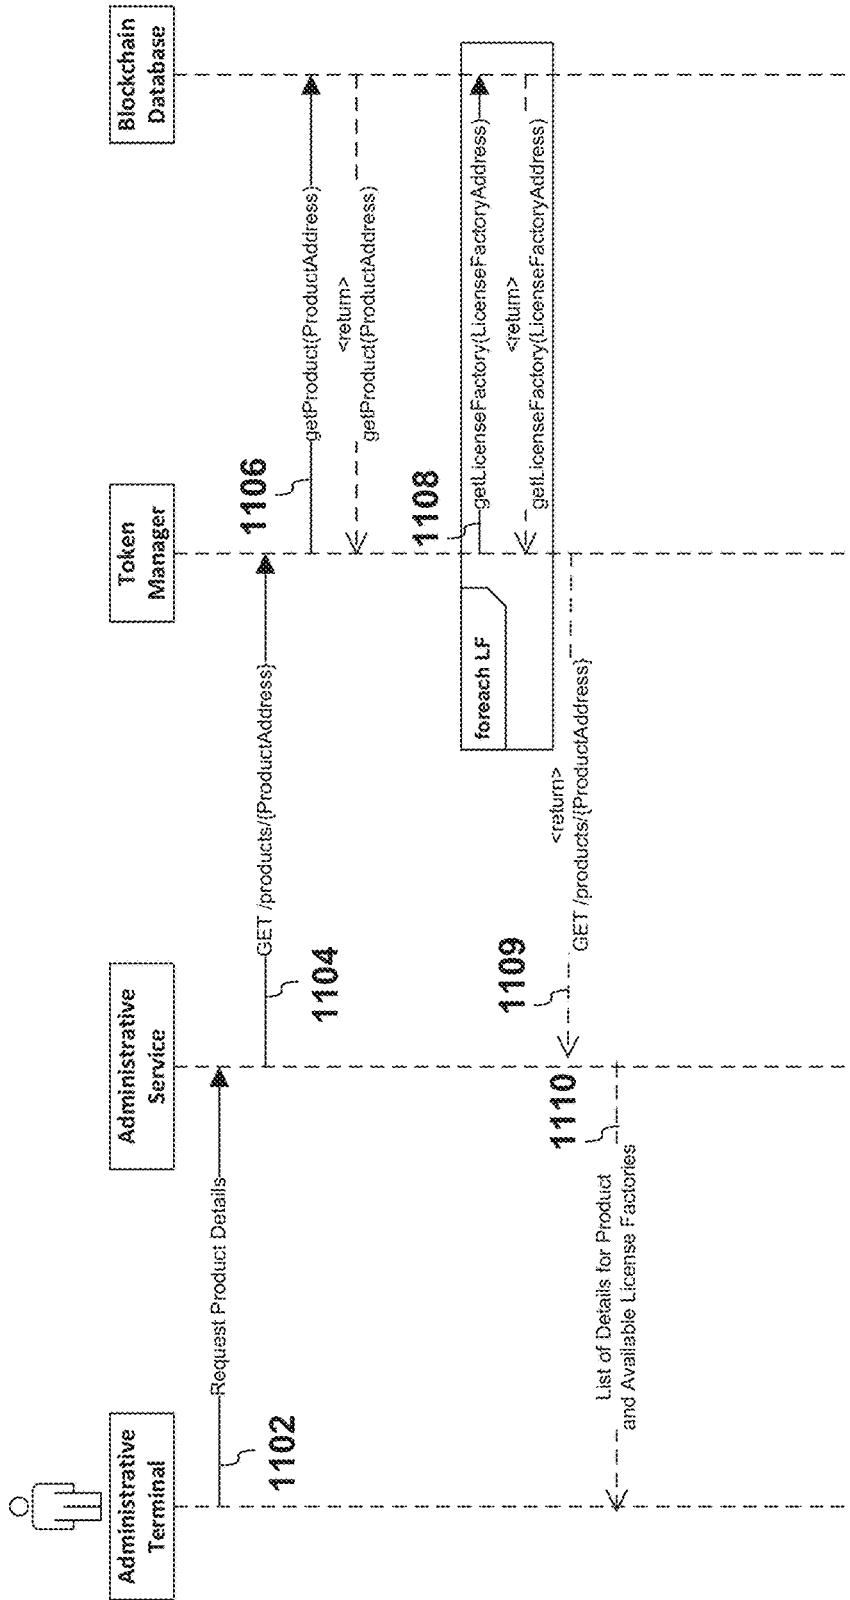 Administrative
Terminal
Administrative
Service
Token
Manager
Blockchain
Database
Request Product Details
1102
GET /products/{ProductAddress}
1104
1106
getProduct(ProductAddress)
<return>
getProduct(ProductAddress)
foreach LF
1108
getLicenseFactory(LicenseFactoryAddress)
<return>
getLicenseFactory(LicenseFactoryAddress)
1109
<return>
GET /products/{ProductAddress}
1110
List of Details for Product
and Available License Factories